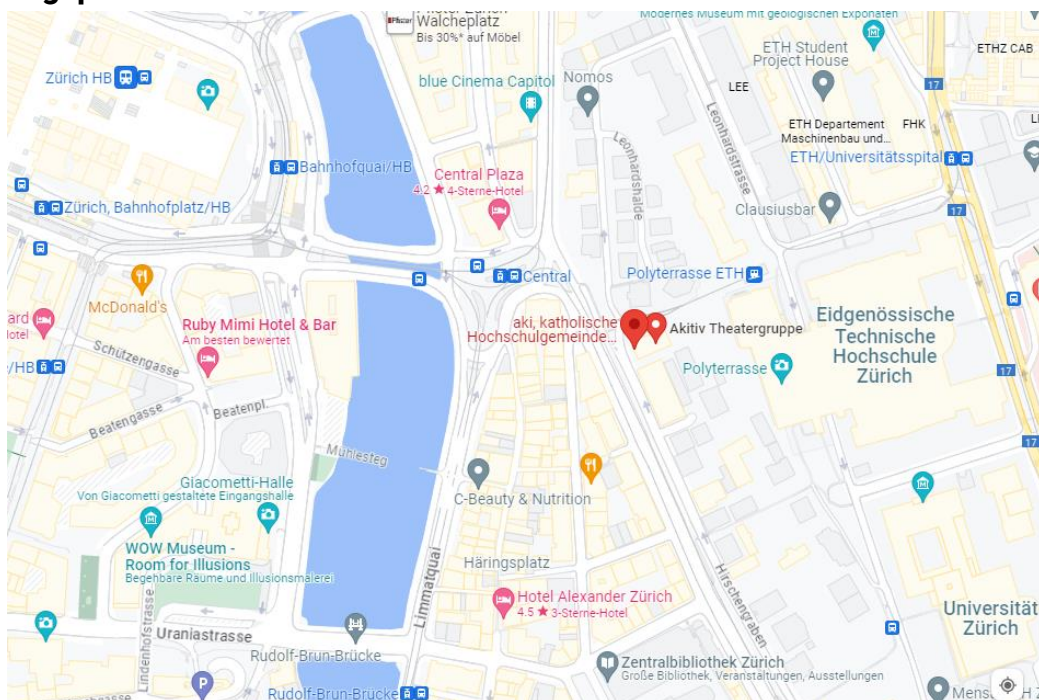 Walcheplatz
Bis 30%* auf Möbel
Pfister
Modernes Museum mit geologischen Exponaten
Zürich HB
ETH Student
Project House
ETHZ CAB
blue Cinema Capitol
Nomos
LEE
17
Leonhardstrasse
ETH Departement
Maschinenbau und...
FHK
Leonhardshalde
ETH/Universitätsspital
Bahnhofquai/HB
Central Plaza
4.2 ★ 4-Sterne-Hotel
Zürich, Bahnhofplatz/HB
Clausiusbar
17
Central
Polyterrasse ETH
McDonald's
Ruby Mimi Hotel & Bar
Am besten bewertet
aki, katholische
Hochschulgemeinde...
Akitiv Theatergruppe
Eidgenössische
Technische
Hochschule
Zürich
Schützengasse
Polyterrasse
17
Beatengasse
Beatenpl.
Mühlesteg
17
Giacometti-Halle
Von Giacometti gestaltete Eingangshalle
C-Beauty & Nutrition
WOW Museum -
Room for Illusions
Begehbare Räume und Illusionsmalerei
Häringsplatz
Limmatquai
Hirschengraben
Hotel Alexander Zürich
4.5 ★ 3-Sterne-Hotel
Lindenhofstrasse
Uraniastrasse
Universität
Zürich
Rudolf-Brun-Brücke
Zentralbibliothek Zürich
Große Bibliothek, Veranstaltungen, Ausstellungen
P
Rudolf-Brun-Brücke